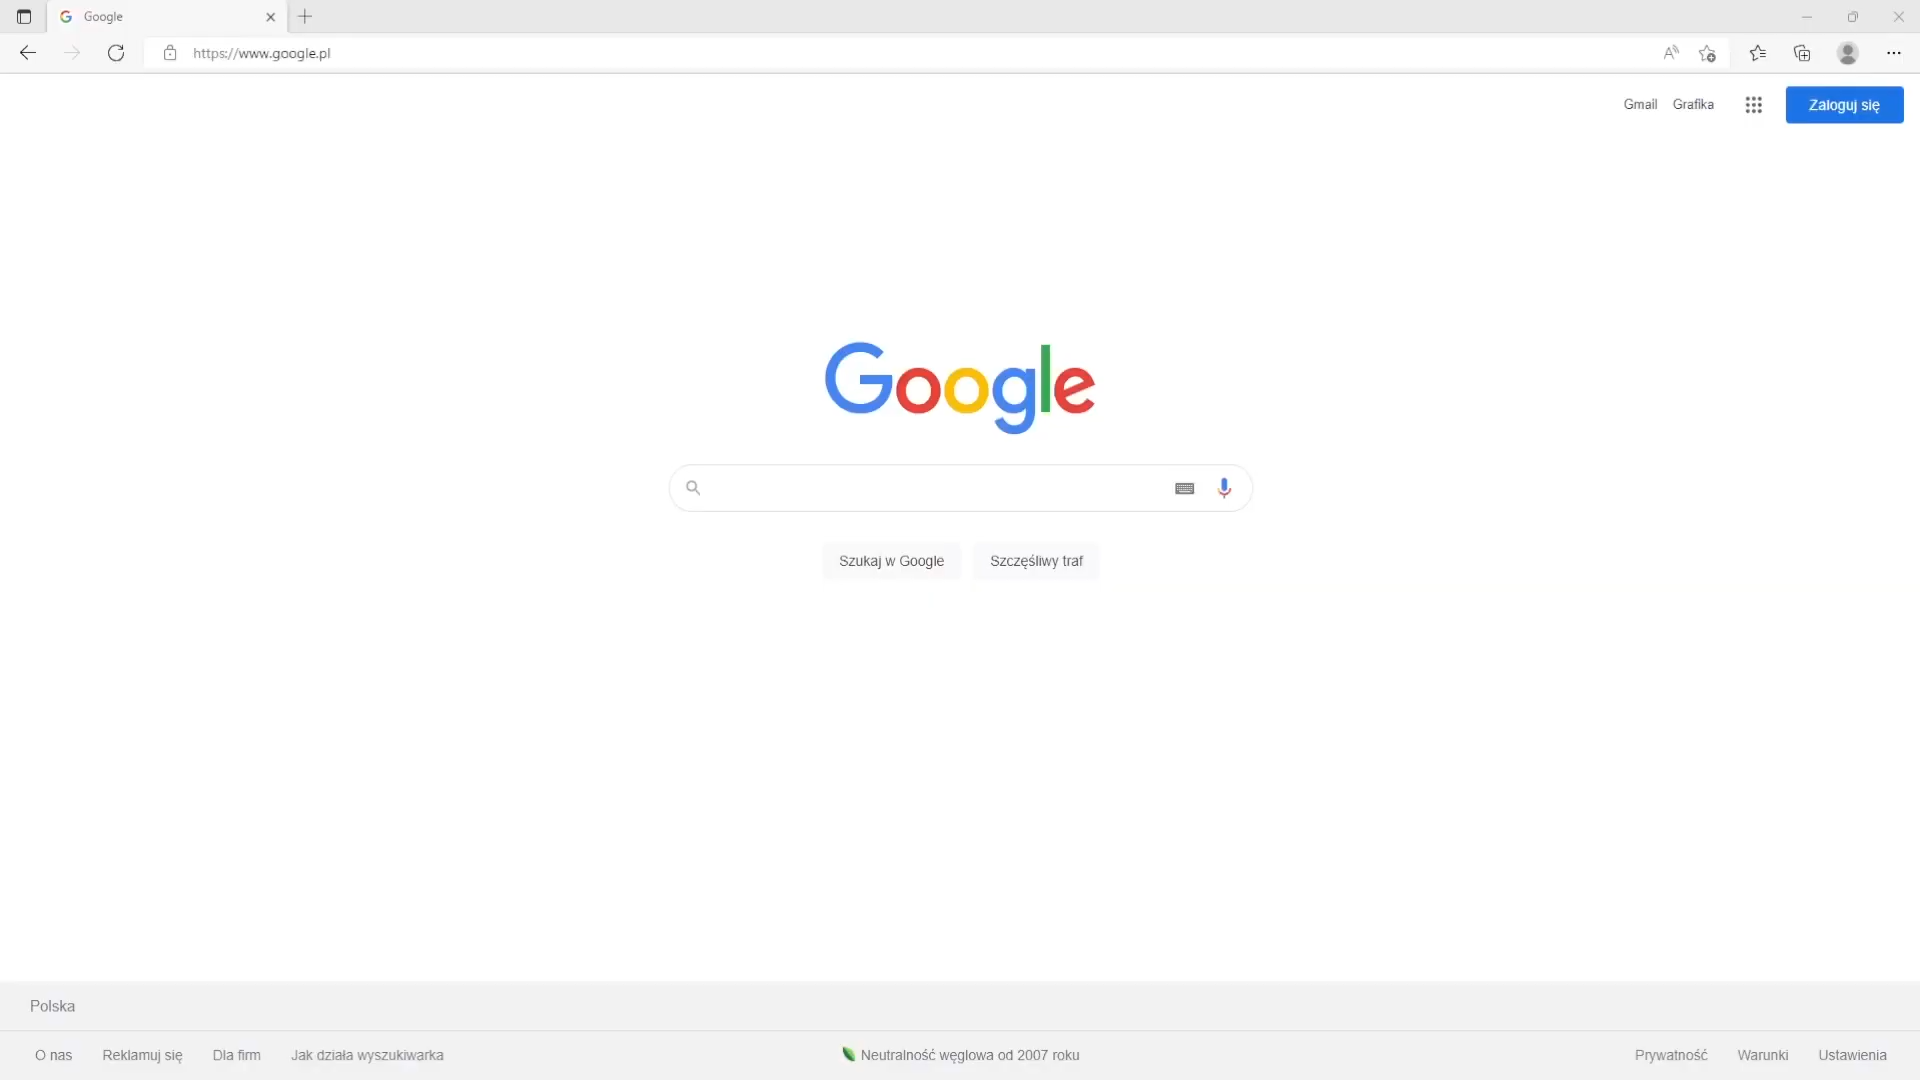 Google
https://www.google.pl
Gmail Grafika Zaloguj się
Google
Szukaj w Google Szczęśliwy traf
Polska
O nas Reklamuj się Dla firm Jak działa wyszukiwarka Neutralność węglowa od 2007 roku Prywatność Warunki Ustawienia